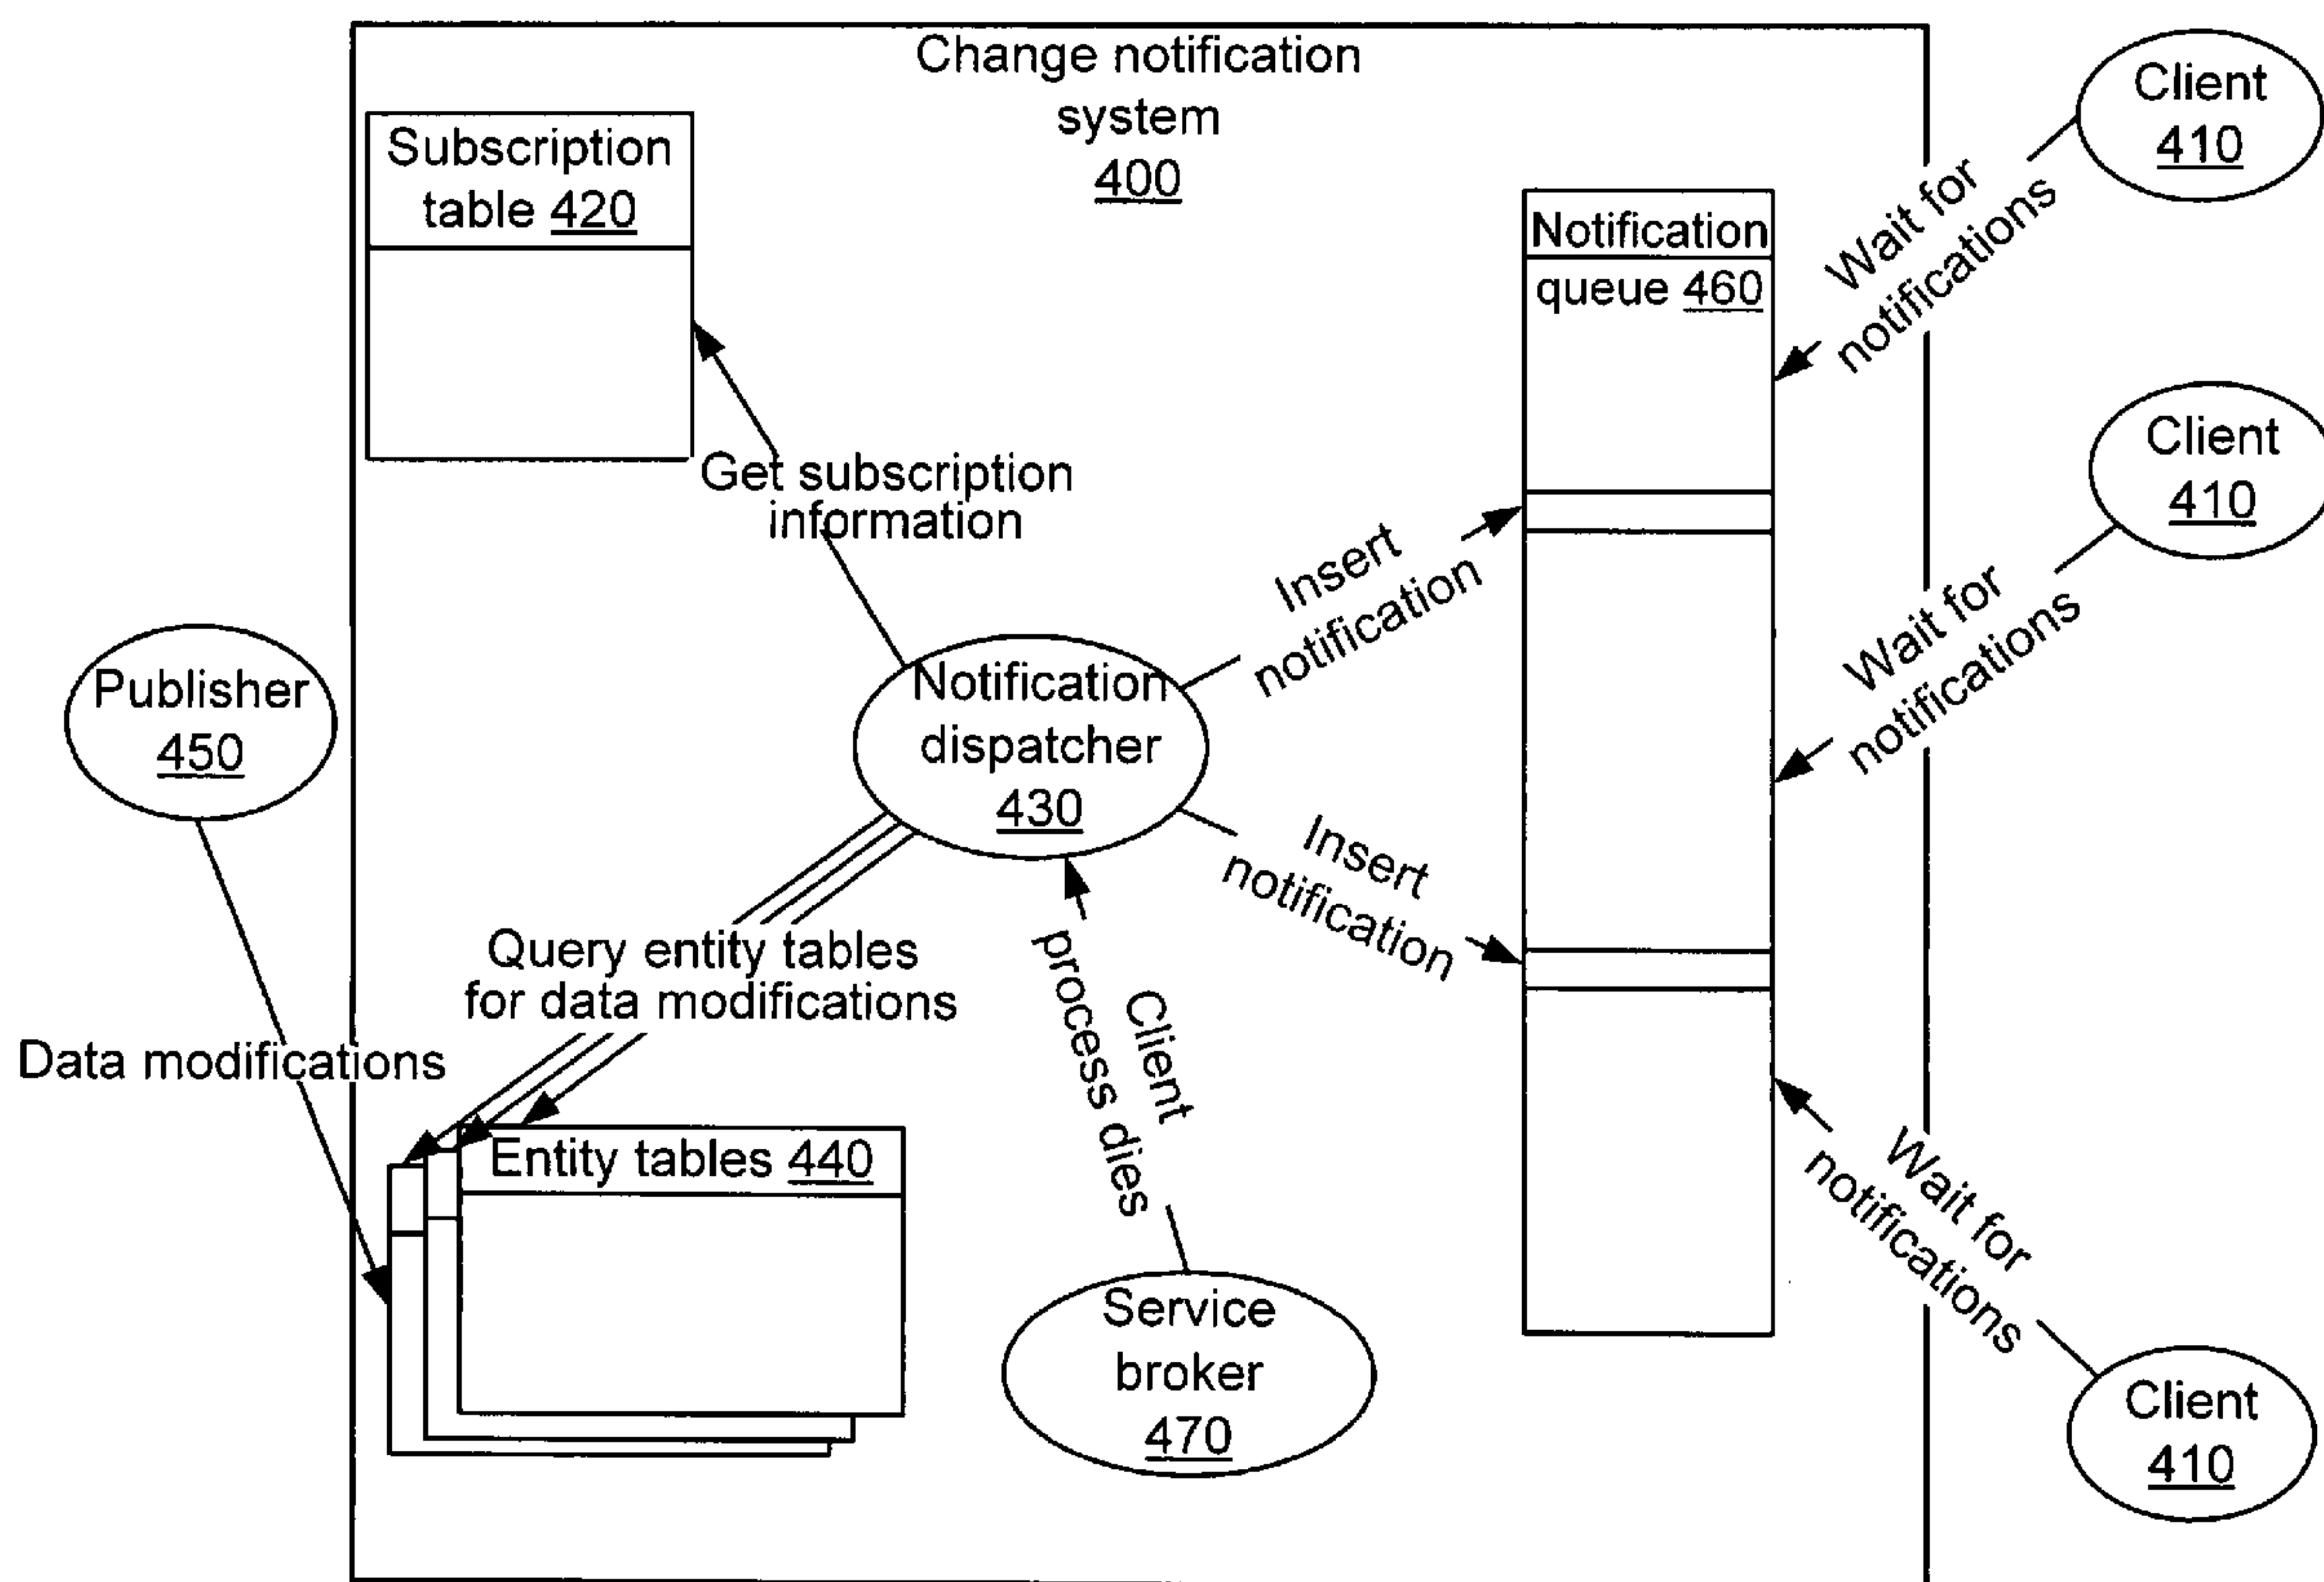 Change notification
system
400
Subscription
table 420
Notification
queue 460
Client
410
Wait for
notifications
Client
410
Wait for
notifications
Get subscription
information
Insert
notification
Publisher
450
Notification
dispatcher
430
Insert
notification
Query entity tables
for data modifications
Data modifications
Client
process dies
Entity tables 440
Service
broker
470
Wait for
notifications
Client
410